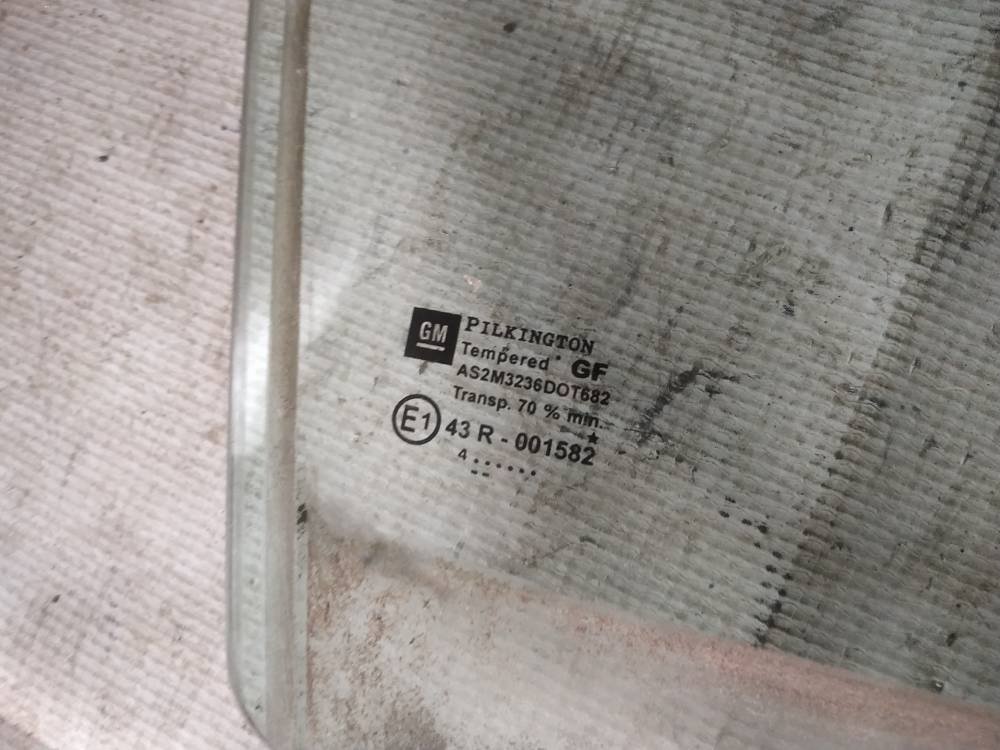 GM
PILKINGTON
Tempered GF
AS2M3236DOT682
Transp. 70 % min.
E1 43 R - 001582
4 ......